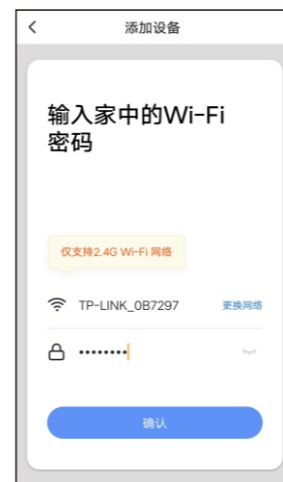 添加设备
输入家中的Wi-Fi
密码
仅支持2.4G Wi-Fi 网络
TP-LINK_0B7297 更换网络
••••••••
确认